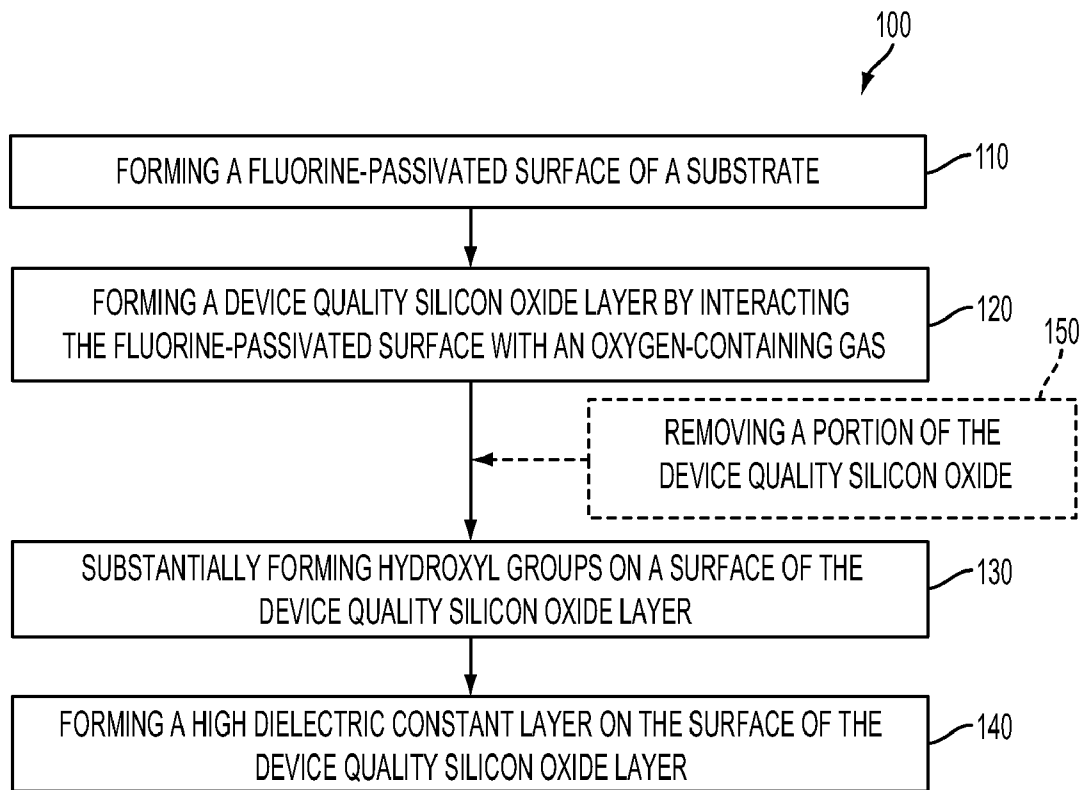 100
FORMING A FLUORINE-PASSIVATED SURFACE OF A SUBSTRATE
110
FORMING A DEVICE QUALITY SILICON OXIDE LAYER BY INTERACTING
THE FLUORINE-PASSIVATED SURFACE WITH AN OXYGEN-CONTAINING GAS
120
150
REMOVING A PORTION OF THE
DEVICE QUALITY SILICON OXIDE
SUBSTANTIALLY FORMING HYDROXYL GROUPS ON A SURFACE OF THE
DEVICE QUALITY SILICON OXIDE LAYER
130
FORMING A HIGH DIELECTRIC CONSTANT LAYER ON THE SURFACE OF THE
DEVICE QUALITY SILICON OXIDE LAYER
140